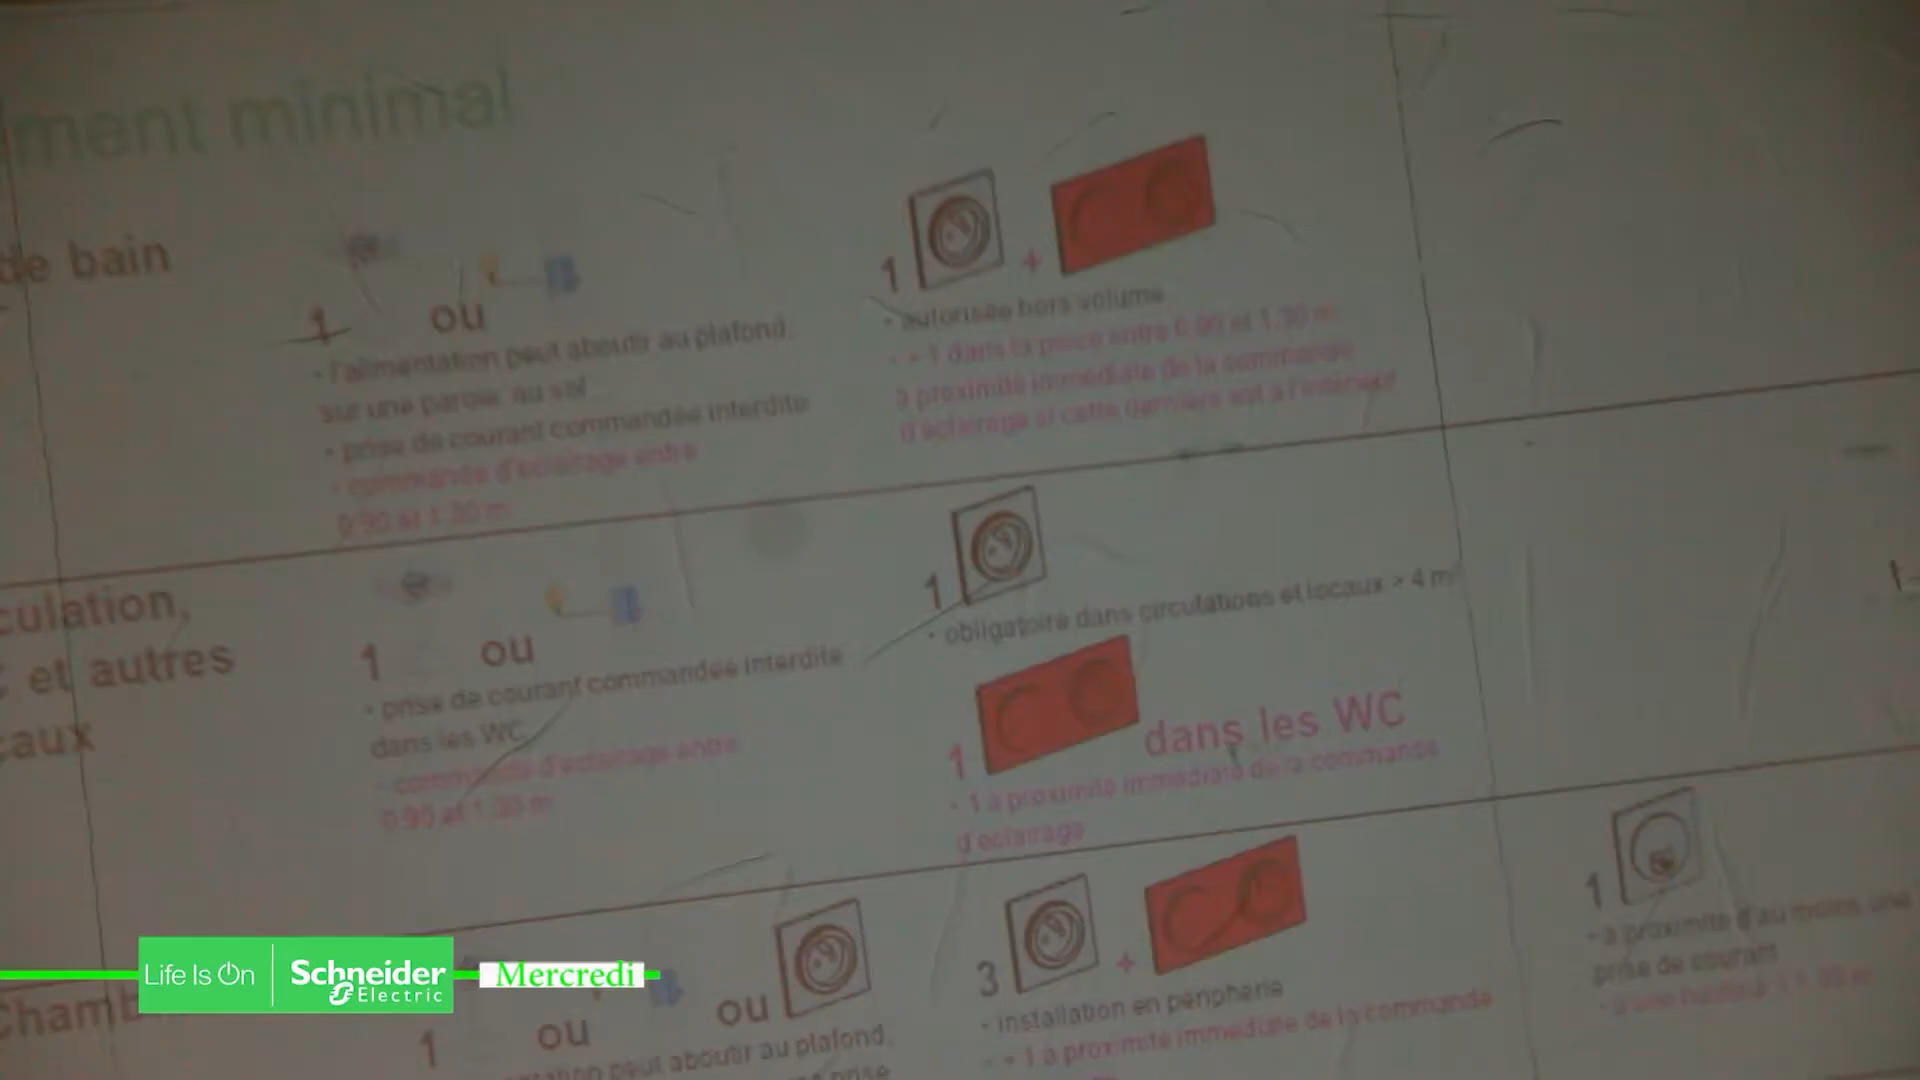 ment minimal
de bain
1 ou
- l'alimentation peut aboutir au plafond,
sur une paroi, au sol...
- prise de courant commandée interdite
- commande d'éclairage entre
0,90 et 1,30 m
1 +
- autorisée hors volume
- + 1 dans la pièce entre 0,90 et 1,30 m
à proximité immédiate de la commande
d'éclairage si cette dernière est à l'intérieur
culation,
et autres
caux
1 ou
- prise de courant commandée interdite
dans les WC
- commande d'éclairage entre
0,90 et 1,30 m
1
- obligatoire dans circulations et locaux > 4 m²
1 dans les WC
- 1 à proximité immédiate de la commande
d'éclairage
Chamb
1 ou ou
peut aboutir au plafond,
prise
3 +
- installation en périphérie
- + 1 à proximité immédiate de la commande
1
- à proximité d'au moins une
prise de courant
Life Is On Schneider Electric
Mercredi